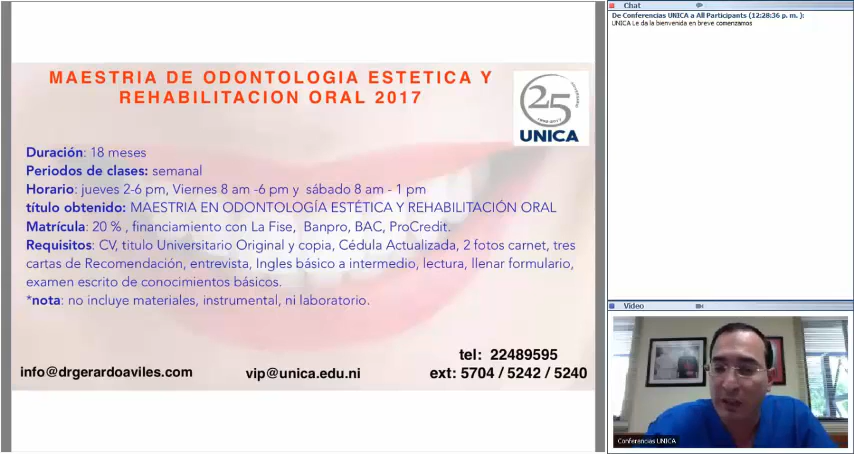 MAESTRIA DE ODONTOLOGIA ESTETICA Y
REHABILITACION ORAL 2017
25
UNICA
Duración: 18 meses
Periodos de clases: semanal
Horario: jueves 2-6 pm, Viernes 8 am -6 pm y sábado 8 am - 1 pm
título obtenido: MAESTRIA EN ODONTOLOGÍA ESTÉTICA Y REHABILITACIÓN ORAL
Matrícula: 20 % , financiamiento con La Fise, Banpro, BAC, ProCredit.
Requisitos: CV, titulo Universitario Original y copia, Cédula Actualizada, 2 fotos carnet, tres
cartas de Recomendación, entrevista, Ingles básico a intermedio, lectura, llenar formulario,
examen escrito de conocimientos básicos.
*nota: no incluye materiales, instrumental, ni laboratorio.
tel: 22489595
info@drgerardoaviles.com vip@unica.edu.ni ext: 5704 / 5242 / 5240
Chat
De Conferencias UNICA a All Participants (12:28:36 p. m. ):
UNICA Le da la bienvenida en breve comenzamos
Video
Conferencias UNICA